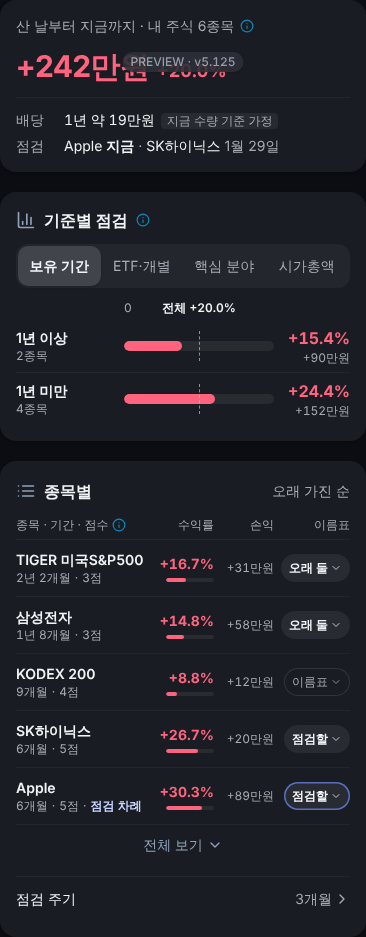 산 날부터 지금까지 · 내 주식 6종목
+242만원 +20.0%
PREVIEW · v5.125
배당 1년 약 19만원 지금 수량 기준 가정
점검 Apple 지금 · SK하이닉스 1월 29일
기준별 점검
보유 기간 ETF·개별 핵심 분야 시가총액
0 전체 +20.0%
1년 이상 +15.4%
2종목 +90만원
1년 미만 +24.4%
4종목 +152만원
종목별 오래 가진 순
종목 · 기간 · 점수 수익률 손익 이름표
TIGER 미국S&P500 +16.7% +31만원 오래 둘
2년 2개월 · 3점
삼성전자 +14.8% +58만원 오래 둘
1년 8개월 · 3점
KODEX 200 +8.8% +12만원 이름표
9개월 · 4점
SK하이닉스 +26.7% +20만원 점검할
6개월 · 5점
Apple +30.3% +89만원 점검할
6개월 · 5점 · 점검 차례
전체 보기
점검 주기 3개월